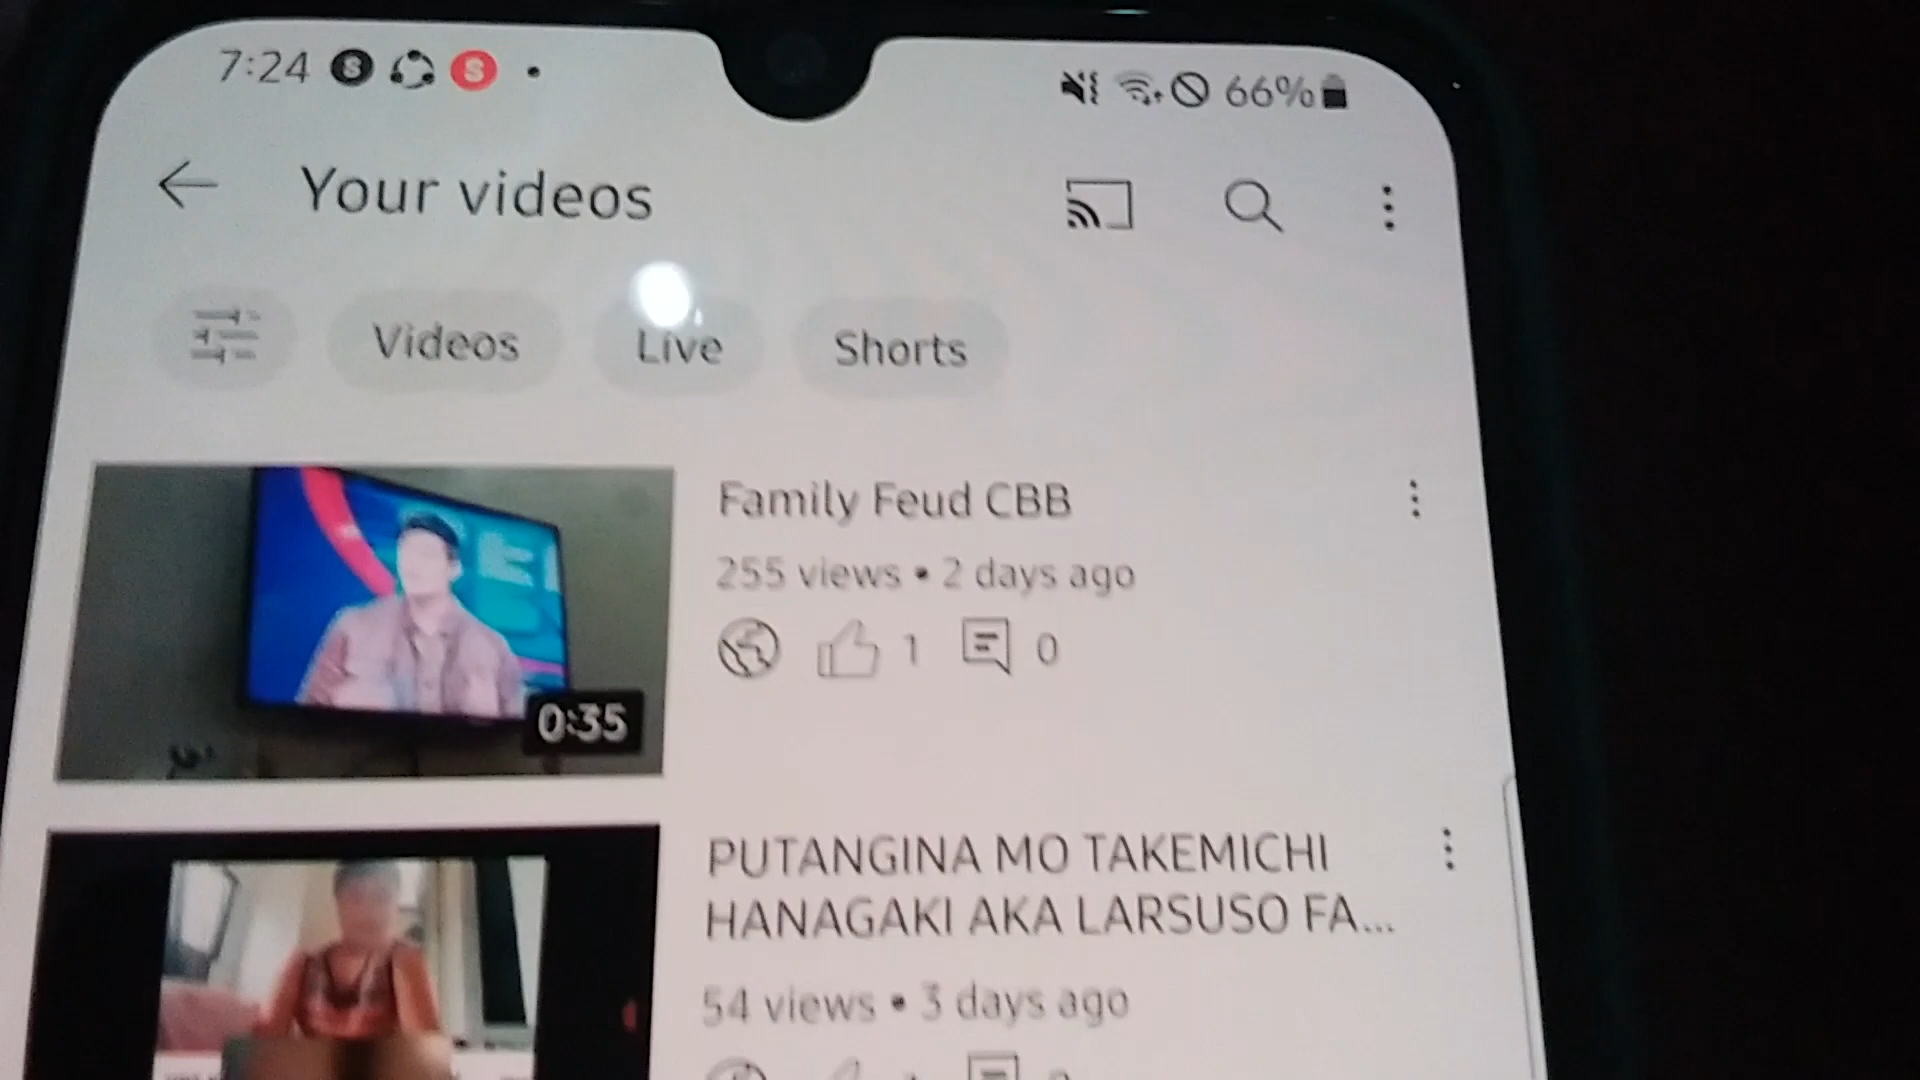 7:24 S S 66%
Your videos
Videos Live Shorts
Family Feud CBB
255 views • 2 days ago
1 0
0:35
PUTANGINA MO TAKEMICHI
HANAGAKI AKA LARSUSO FA...
54 views • 3 days ago